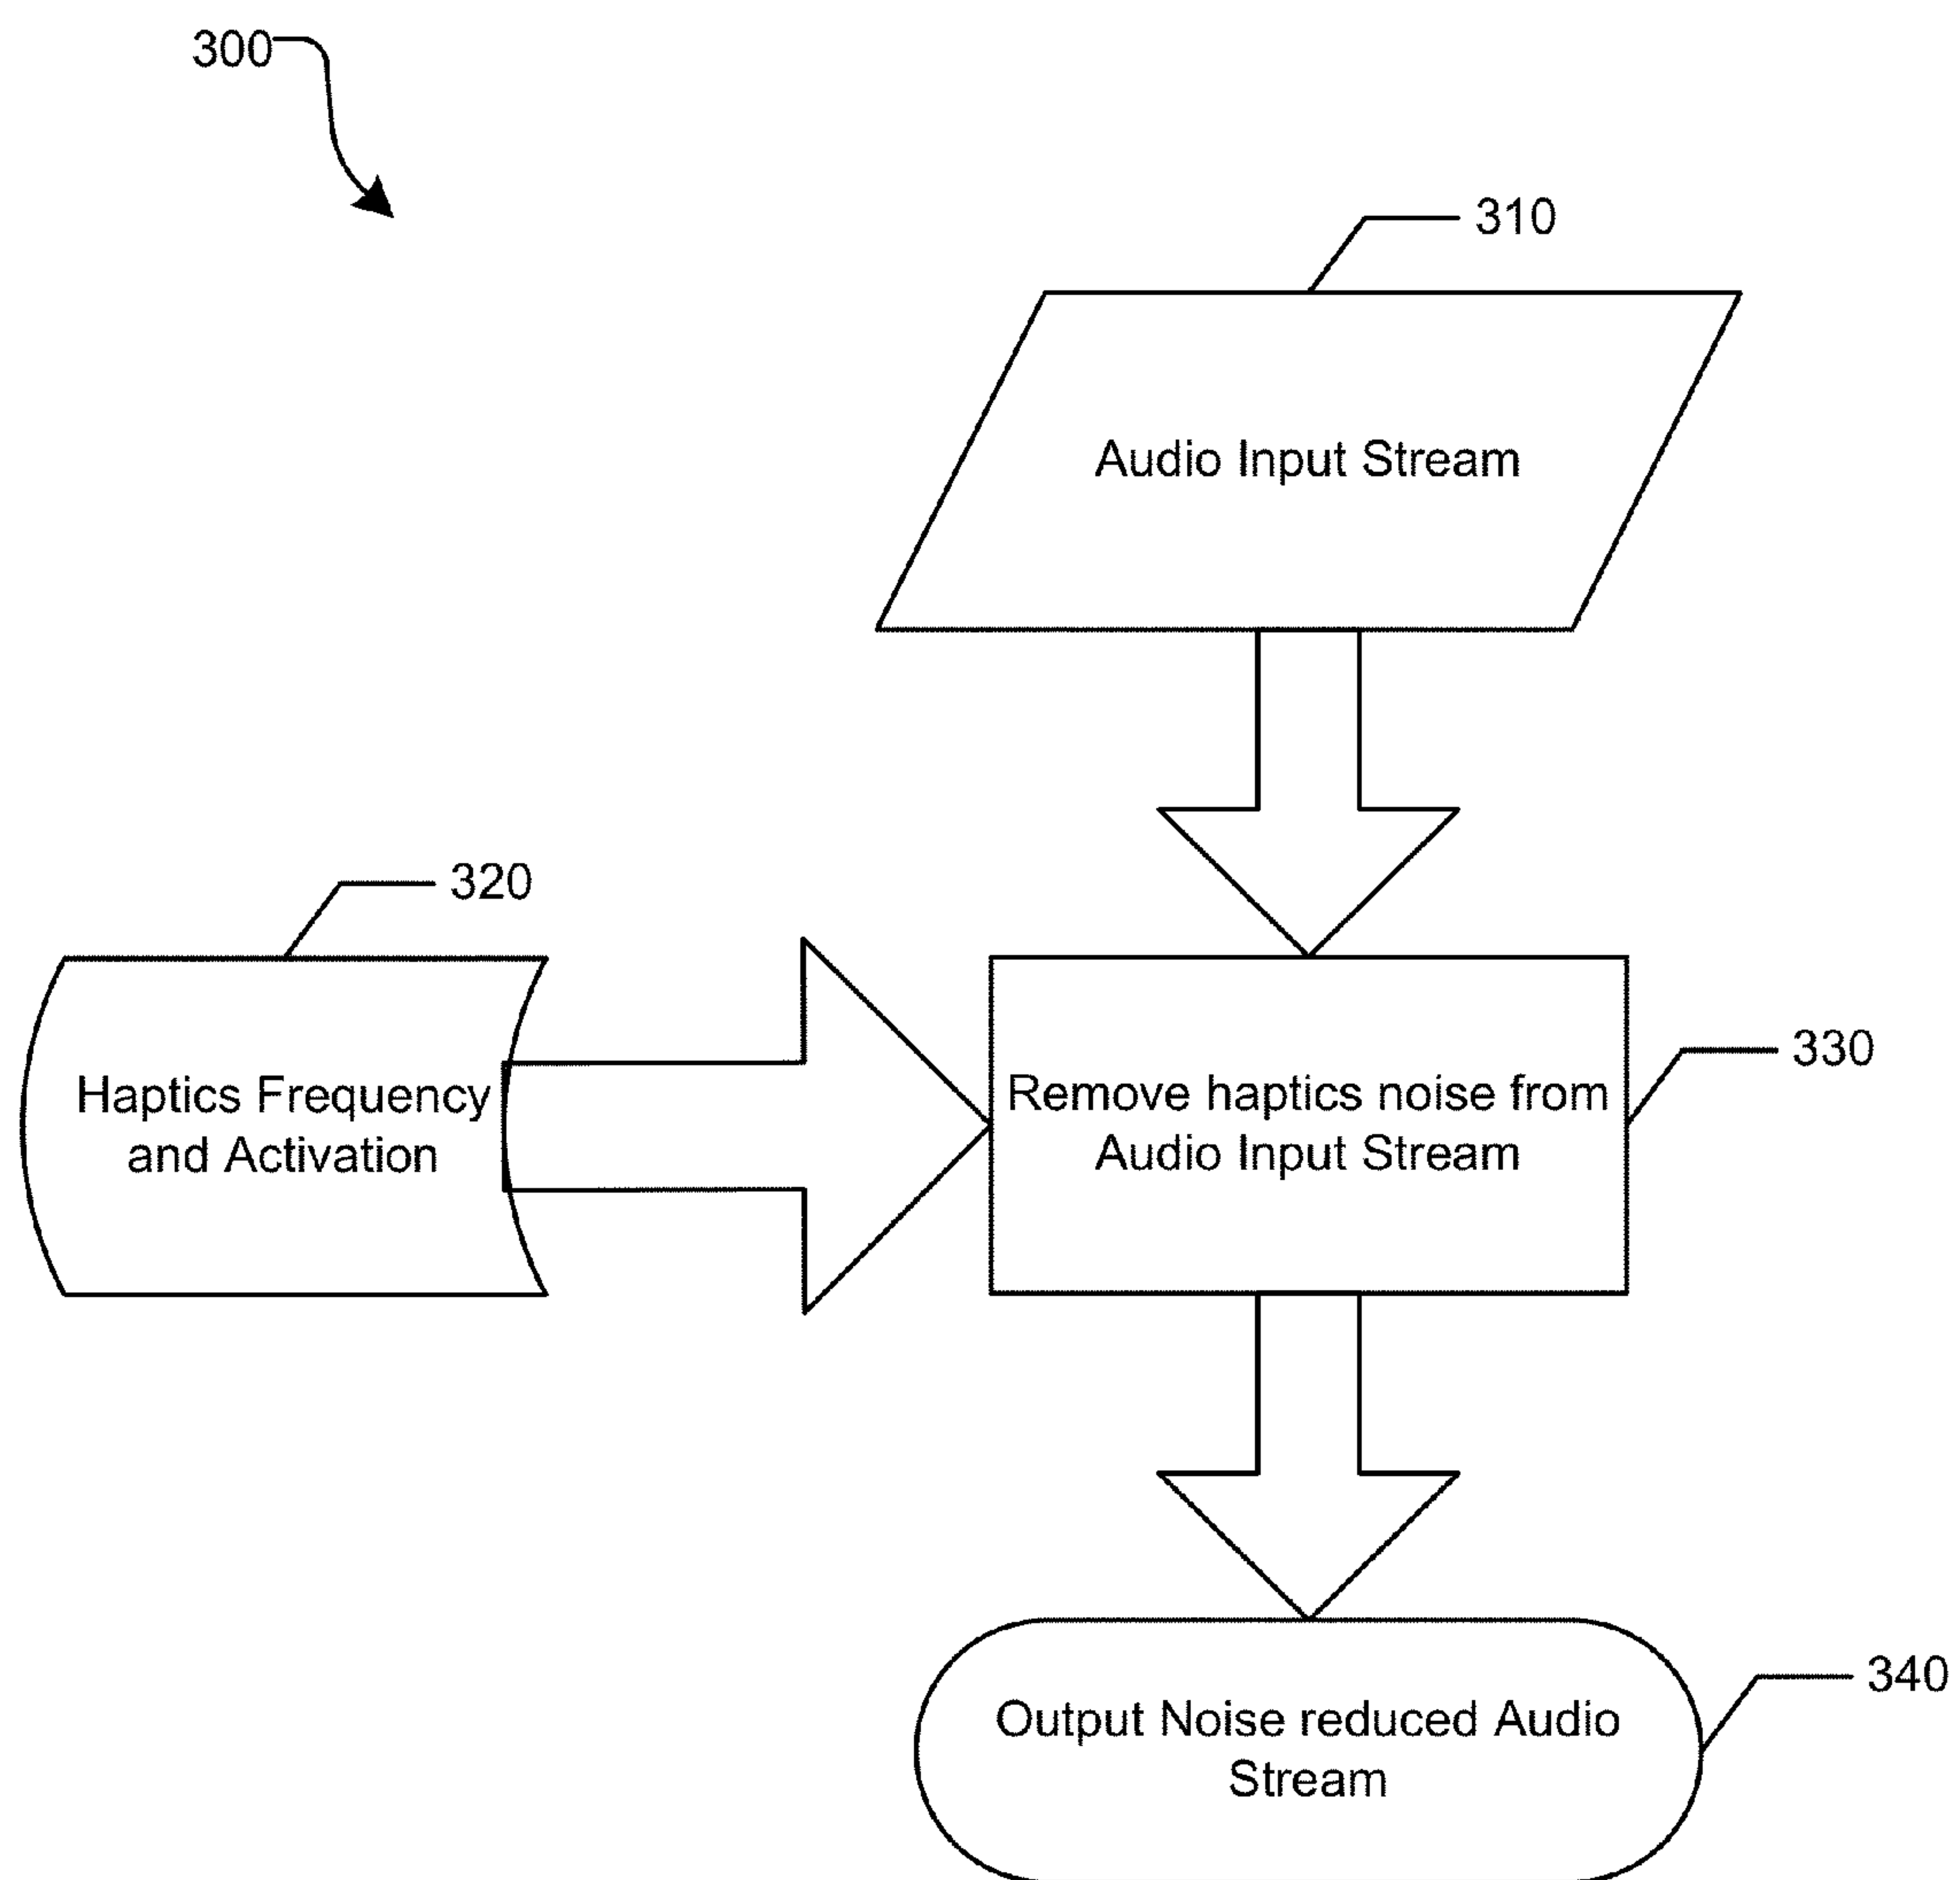 300
310
Audio Input Stream
320
Haptics Frequency
and Activation
330
Remove haptics noise from
Audio Input Stream
340
Output Noise reduced Audio
Stream